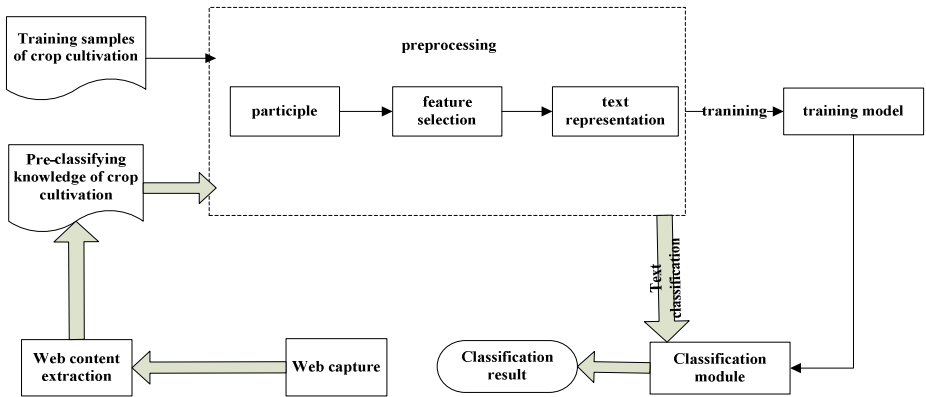 Training samples
of crop cultivation
preprocessing
participle
feature
selection
text
representation
tranining
training model
Pre-classifying
knowledge of crop
cultivation
Text
classification
Web content
extraction
Web capture
Classification
result
Classification
module